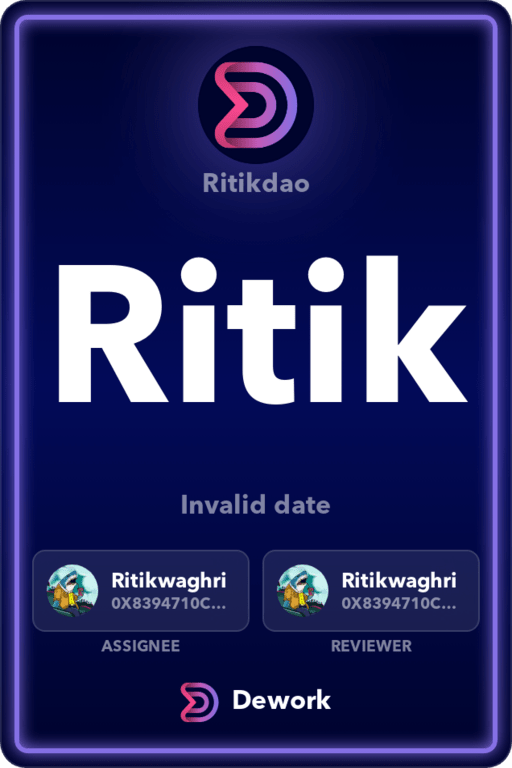 Ritikdao
Ritik
Invalid date
Ritikwaghri
0X8394710C...
ASSIGNEE
Ritikwaghri
0X8394710C...
REVIEWER
Dework